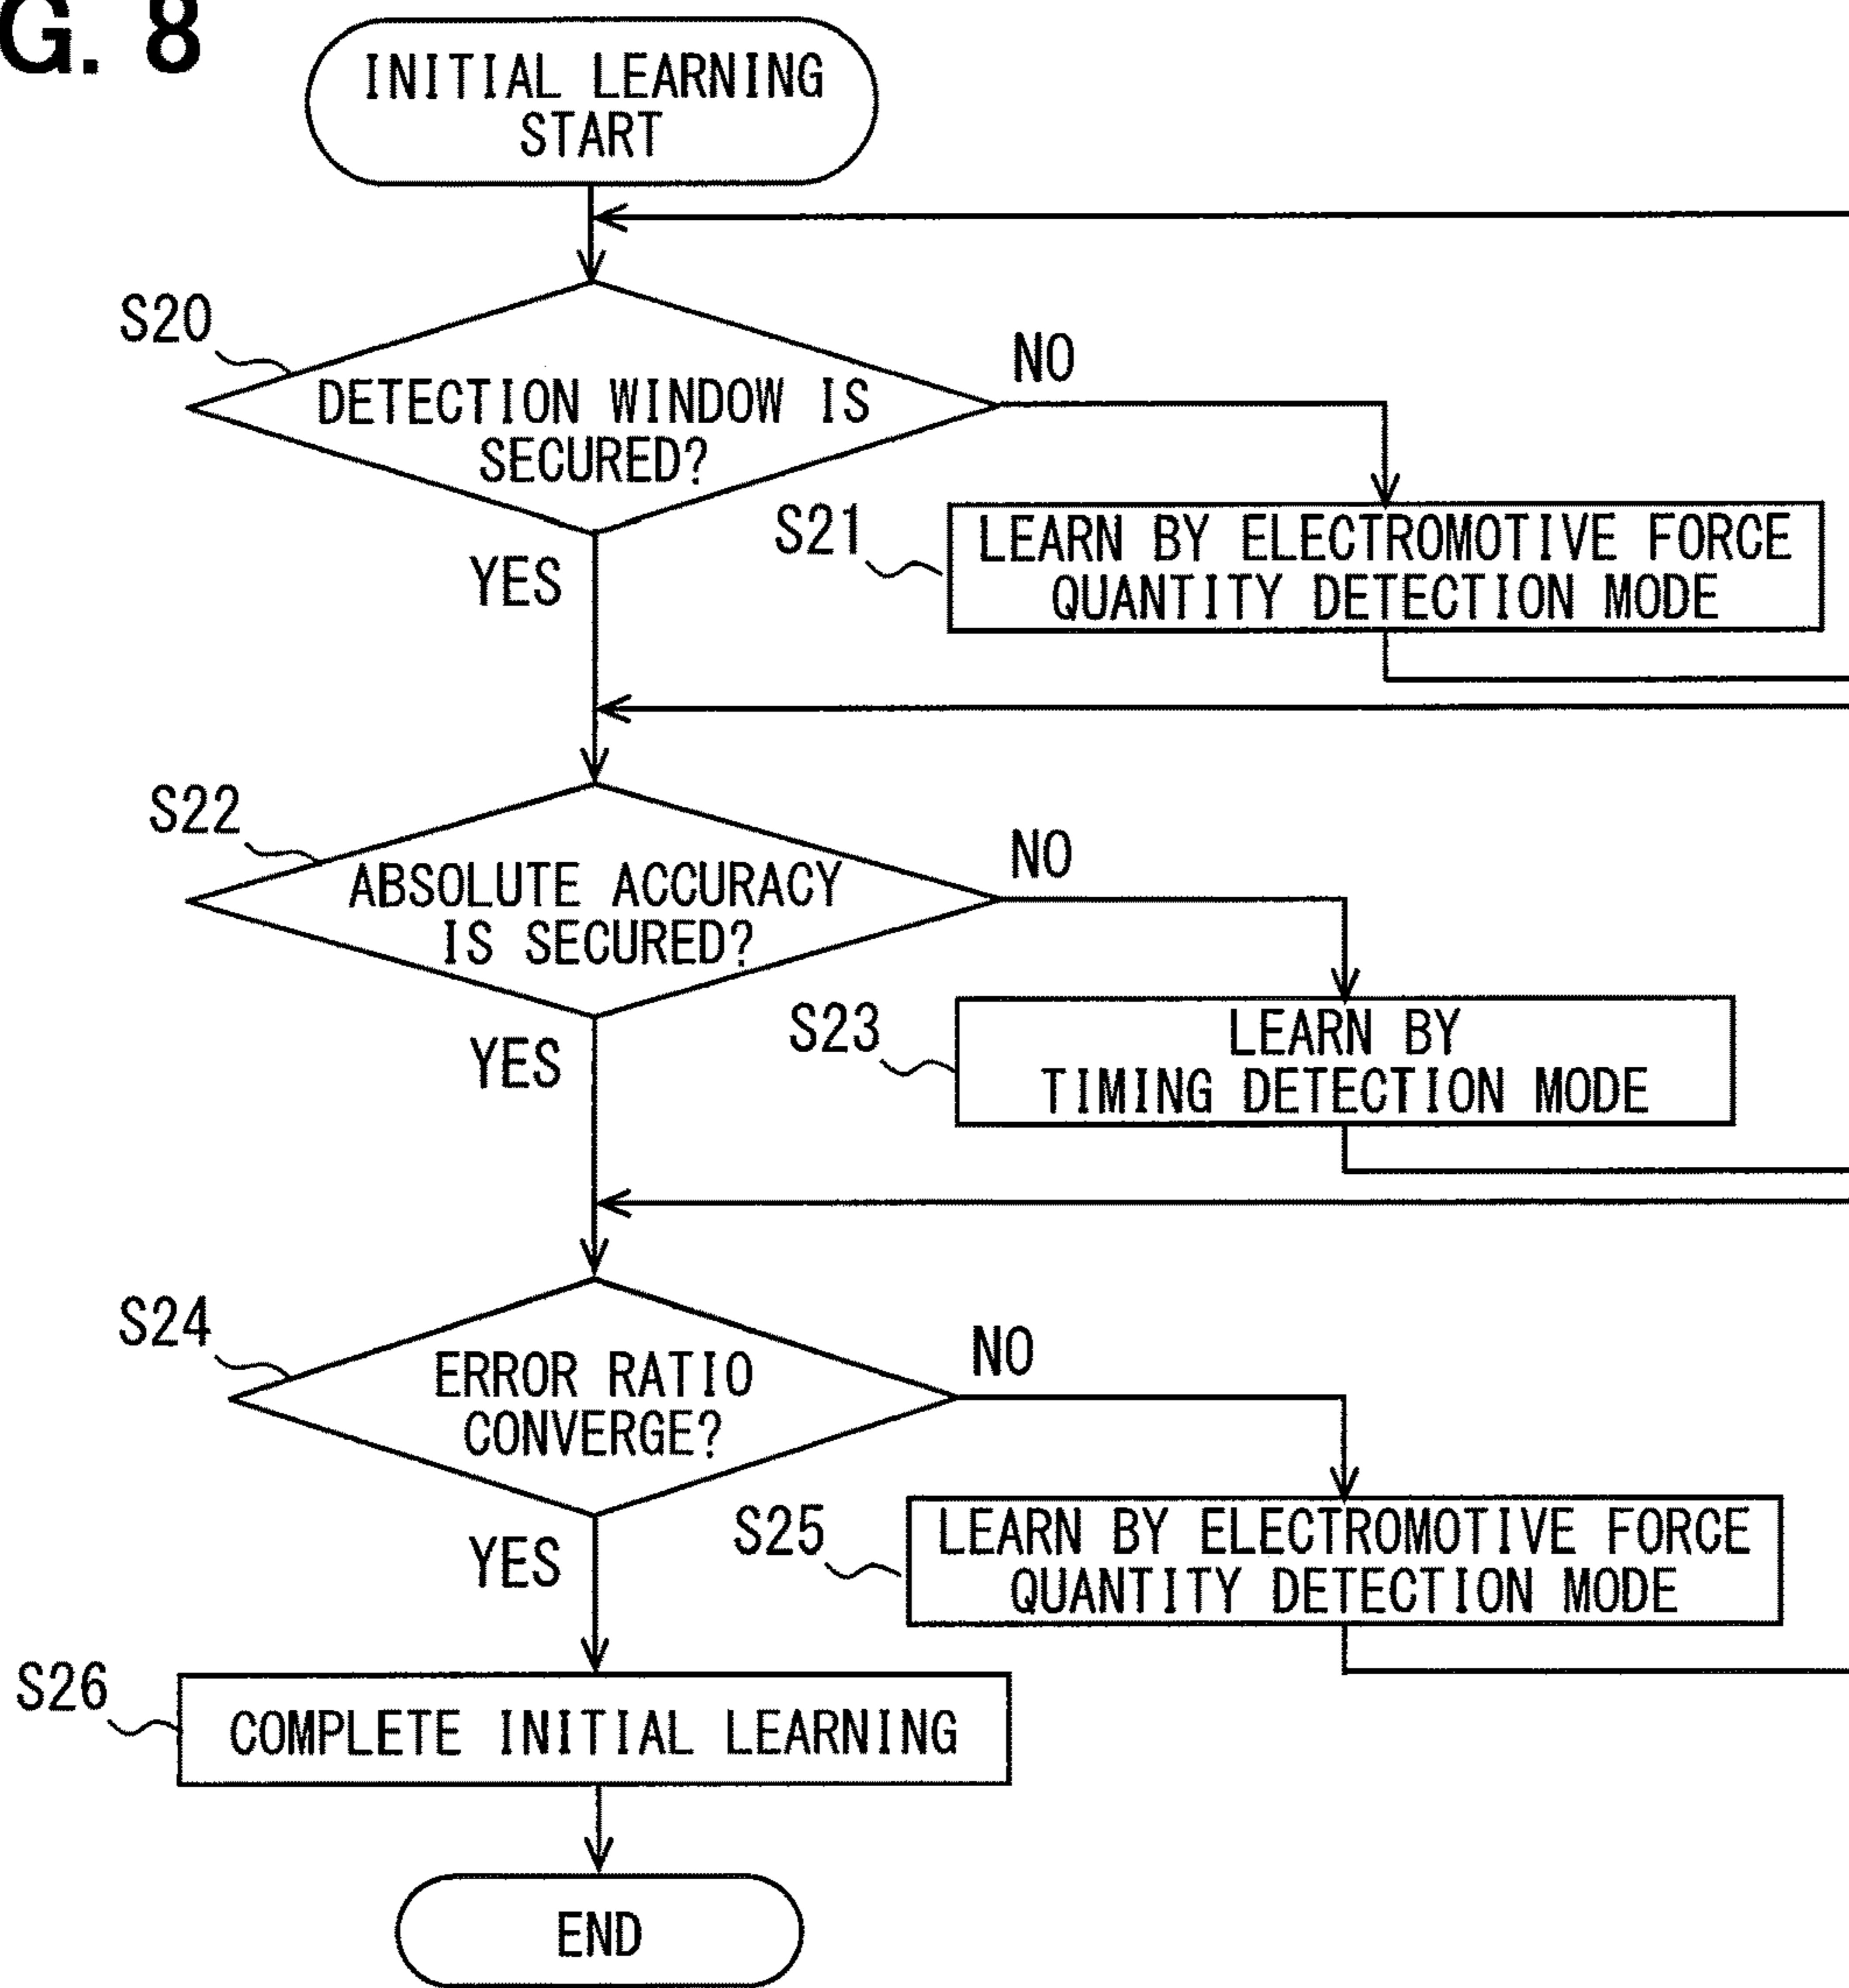 G. 8
INITIAL LEARNING
START
S20
DETECTION WINDOW IS
SECURED?
NO
YES
S21
LEARN BY ELECTROMOTIVE FORCE
QUANTITY DETECTION MODE
S22
ABSOLUTE ACCURACY
IS SECURED?
NO
YES
S23
LEARN BY
TIMING DETECTION MODE
S24
ERROR RATIO
CONVERGE?
NO
YES
S25
LEARN BY ELECTROMOTIVE FORCE
QUANTITY DETECTION MODE
S26
COMPLETE INITIAL LEARNING
END